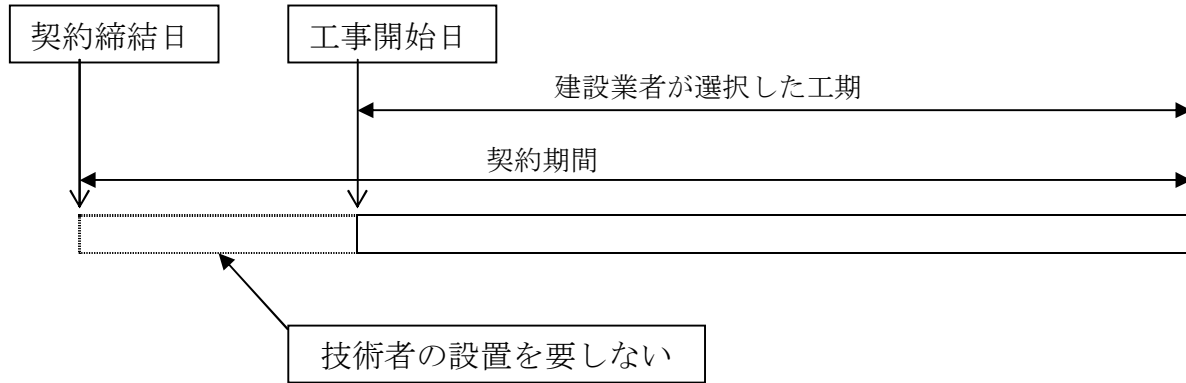 契約締結日
工事開始日
建設業者が選択した工期
契約期間
技術者の設置を要しない